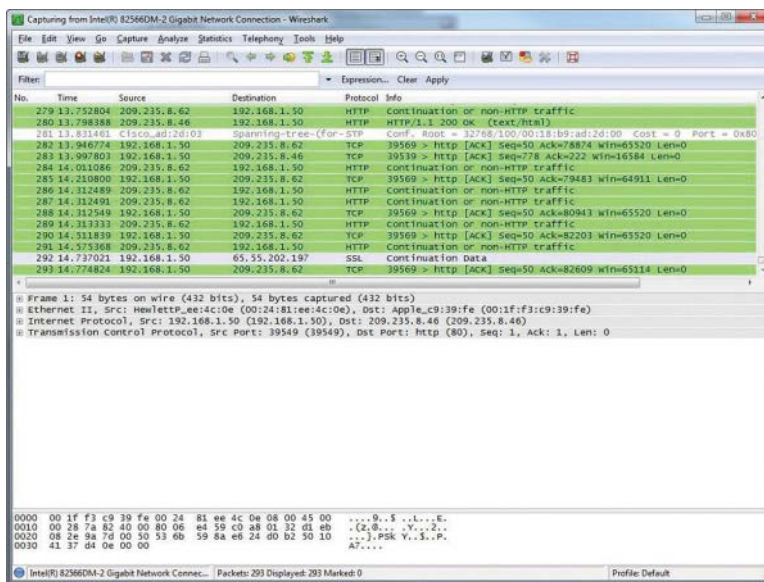 Capturing from Intel(R) 82566DM-2 Gigabit Network Connection - Wireshark
File Edit View Go Capture Analyze Statistics Telephony Tools Help
Filter: Expression... Clear Apply
No. Time Source Destination Protocol Info
279 13.752804 209.235.8.62 192.168.1.50 HTTP Continuation or non-HTTP traffic
280 13.798388 209.235.8.46 192.168.1.50 HTTP HTTP/1.1 200 OK (text/html)
281 13.831461 Cisco_ad:2d:03 Spanning-tree-(for- STP Conf. Root = 32768/100/00:18:b9:ad:2d:00 Cost = 0 Port = 0x80
282 13.946774 192.168.1.50 209.235.8.62 TCP 39569 > http [ACK] Seq=50 Ack=78874 Win=65520 Len=0
283 13.997803 192.168.1.50 209.235.8.46 TCP 39539 > http [ACK] Seq=778 Ack=222 Win=16584 Len=0
284 14.011086 209.235.8.62 192.168.1.50 HTTP Continuation or non-HTTP traffic
285 14.210800 192.168.1.50 209.235.8.62 TCP 39569 > http [ACK] Seq=50 Ack=79483 Win=64911 Len=0
286 14.312489 209.235.8.62 192.168.1.50 HTTP Continuation or non-HTTP traffic
287 14.312491 209.235.8.62 192.168.1.50 HTTP Continuation or non-HTTP traffic
288 14.312549 192.168.1.50 209.235.8.62 TCP 39569 > http [ACK] Seq=50 Ack=80943 Win=65520 Len=0
289 14.313333 209.235.8.62 192.168.1.50 HTTP Continuation or non-HTTP traffic
290 14.511839 192.168.1.50 209.235.8.62 TCP 39569 > http [ACK] Seq=50 Ack=82203 Win=65520 Len=0
291 14.575368 209.235.8.62 192.168.1.50 HTTP Continuation or non-HTTP traffic
292 14.737021 192.168.1.50 65.55.202.197 SSL Continuation Data
293 14.774824 192.168.1.50 209.235.8.62 TCP 39569 > http [ACK] Seq=50 Ack=82609 Win=65114 Len=0
Frame 1: 54 bytes on wire (432 bits), 54 bytes captured (432 bits)
Ethernet II, Src: HewlettP_ee:4c:0e (00:24:81:ee:4c:0e), Dst: Apple_c9:39:fe (00:1f:f3:c9:39:fe)
Internet Protocol, Src: 192.168.1.50 (192.168.1.50), Dst: 209.235.8.46 (209.235.8.46)
Transmission Control Protocol, Src Port: 39549 (39549), Dst Port: http (80), Seq: 1, Ack: 1, Len: 0
0000 00 1f f3 c9 39 fe 00 24 81 ee 4c 0e 08 00 45 00 ....9..$ ..L...E.
0010 00 28 7a 82 40 00 80 06 e4 59 c0 a8 01 32 d1 eb .(z.@... .Y...2..
0020 08 2e 9a 7d 00 50 53 6b 59 8a e6 24 d0 b2 50 10 ...}.PSk Y..$..P.
0030 41 37 d4 0e 00 00 A7....
Intel(R) 82566DM-2 Gigabit Network Connec... Packets: 293 Displayed: 293 Marked: 0 Profile: Default